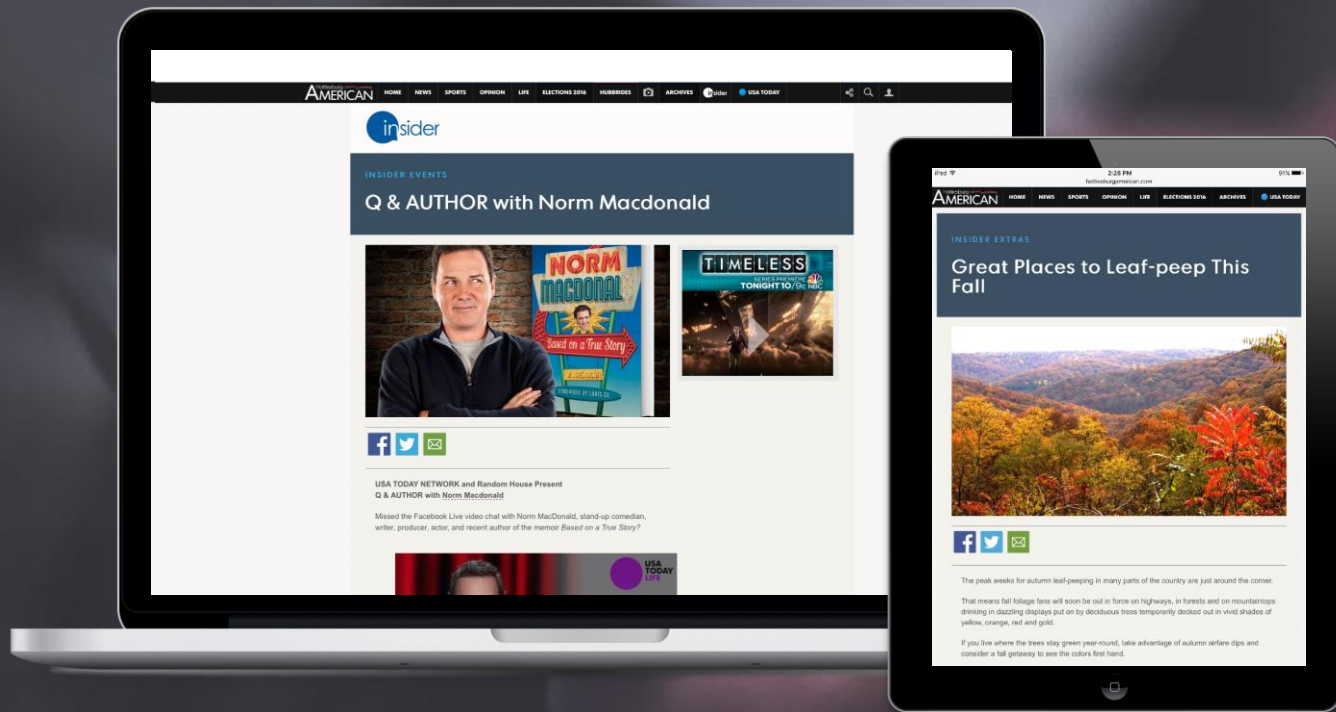 Hattiesburg
AMERICAN HOME NEWS SPORTS OPINION LIFE ELECTIONS 2016 HUBBRIDES ARCHIVES insider USA TODAY
insider
INSIDER EVENTS
Q & AUTHOR with Norm Macdonald
NORM
MACDONAL
Based on a True Story
TIMELESS
SERIES PREMIERE
TONIGHT 10/9c NBC
USA TODAY NETWORK and Random House Present
Q & AUTHOR with Norm Macdonald
Missed the Facebook Live video chat with Norm MacDonald, stand-up comedian,
writer, producer, actor, and recent author of the memoir Based on a True Story?
USA
TODAY
LIFE
iPad 2:28 PM 91%
hattiesburgamerican.com
Hattiesburg
AMERICAN HOME NEWS SPORTS OPINION LIFE ELECTIONS 2016 ARCHIVES USA TODAY
INSIDER EXTRAS
Great Places to Leaf-peep This
Fall
The peak weeks for autumn leaf-peeping in many parts of the country are just around the corner.
That means fall foliage fans will soon be out in force on highways, in forests and on mountaintops
drinking in dazzling displays put on by deciduous trees temporarily decked out in vivid shades of
yellow, orange, red and gold.
If you live where the trees stay green year-round, take advantage of autumn airfare dips and
consider a fall getaway to see the colors first hand.